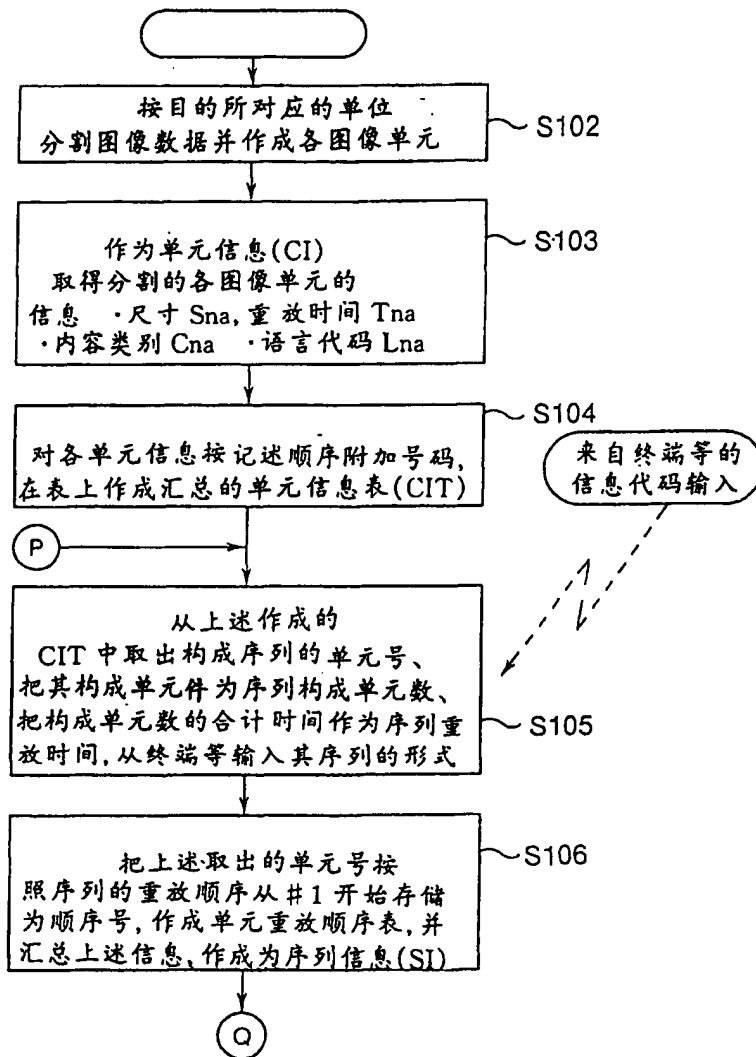 按目的所对应的单位
分割图像数据并作成各图像单元
S102
作为单元信息(CI)
取得分割的各图像单元的
信息 ·尺寸 Sna,重放时间 Tna
·内容类别 Cna ·语言代码 Lna
S103
对各单元信息按记述顺序附加号码,
在表上作成汇总的单元信息表(CIT)
S104
来自终端等的
信息代码输入
P
从上述作成的
CIT 中取出构成序列的单元号、
把其构成单元件为序列构成单元数、
把构成单元数的合计时间作为序列重
放时间,从终端等输入其序列的形式
S105
把上述取出的单元号按
照序列的重放顺序从#1开始存储
为顺序号,作成单元重放顺序表,并
汇总上述信息、作成为序列信息(SI)
S106
Q